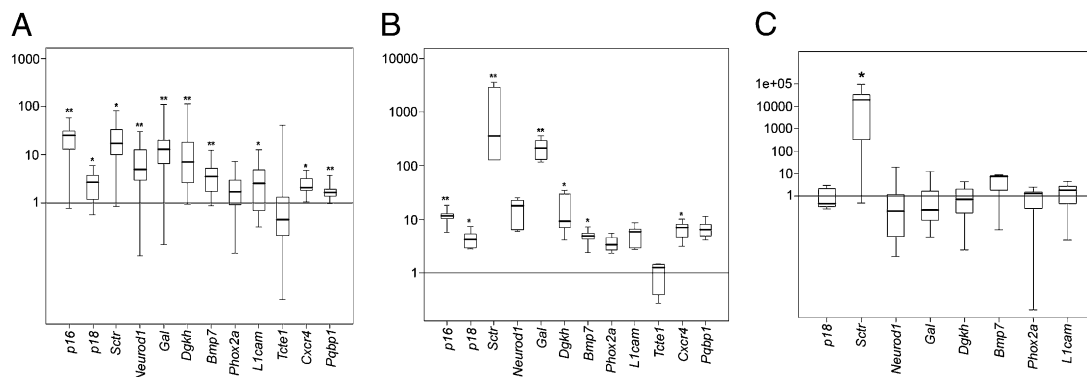 A
1000
100
10
1
** * * ** ** ** ** * * **
p16 p18 Sctr Neurod1 Gal Dgkh Bmp7 Phox2a L1cam Tcte1 Cxcr4 Pqbp1
B
10000
1000
100
10
1
** * ** ** * * *
p16 p18 Sctr Neurod1 Gal Dgkh Bmp7 Phox2a L1cam Tcte1 Cxcr4 Pqbp1
C
1e+05
10000
1000
100
10
1
*
p18 Sctr Neurod1 Gal Dgkh Bmp7 Phox2a L1cam